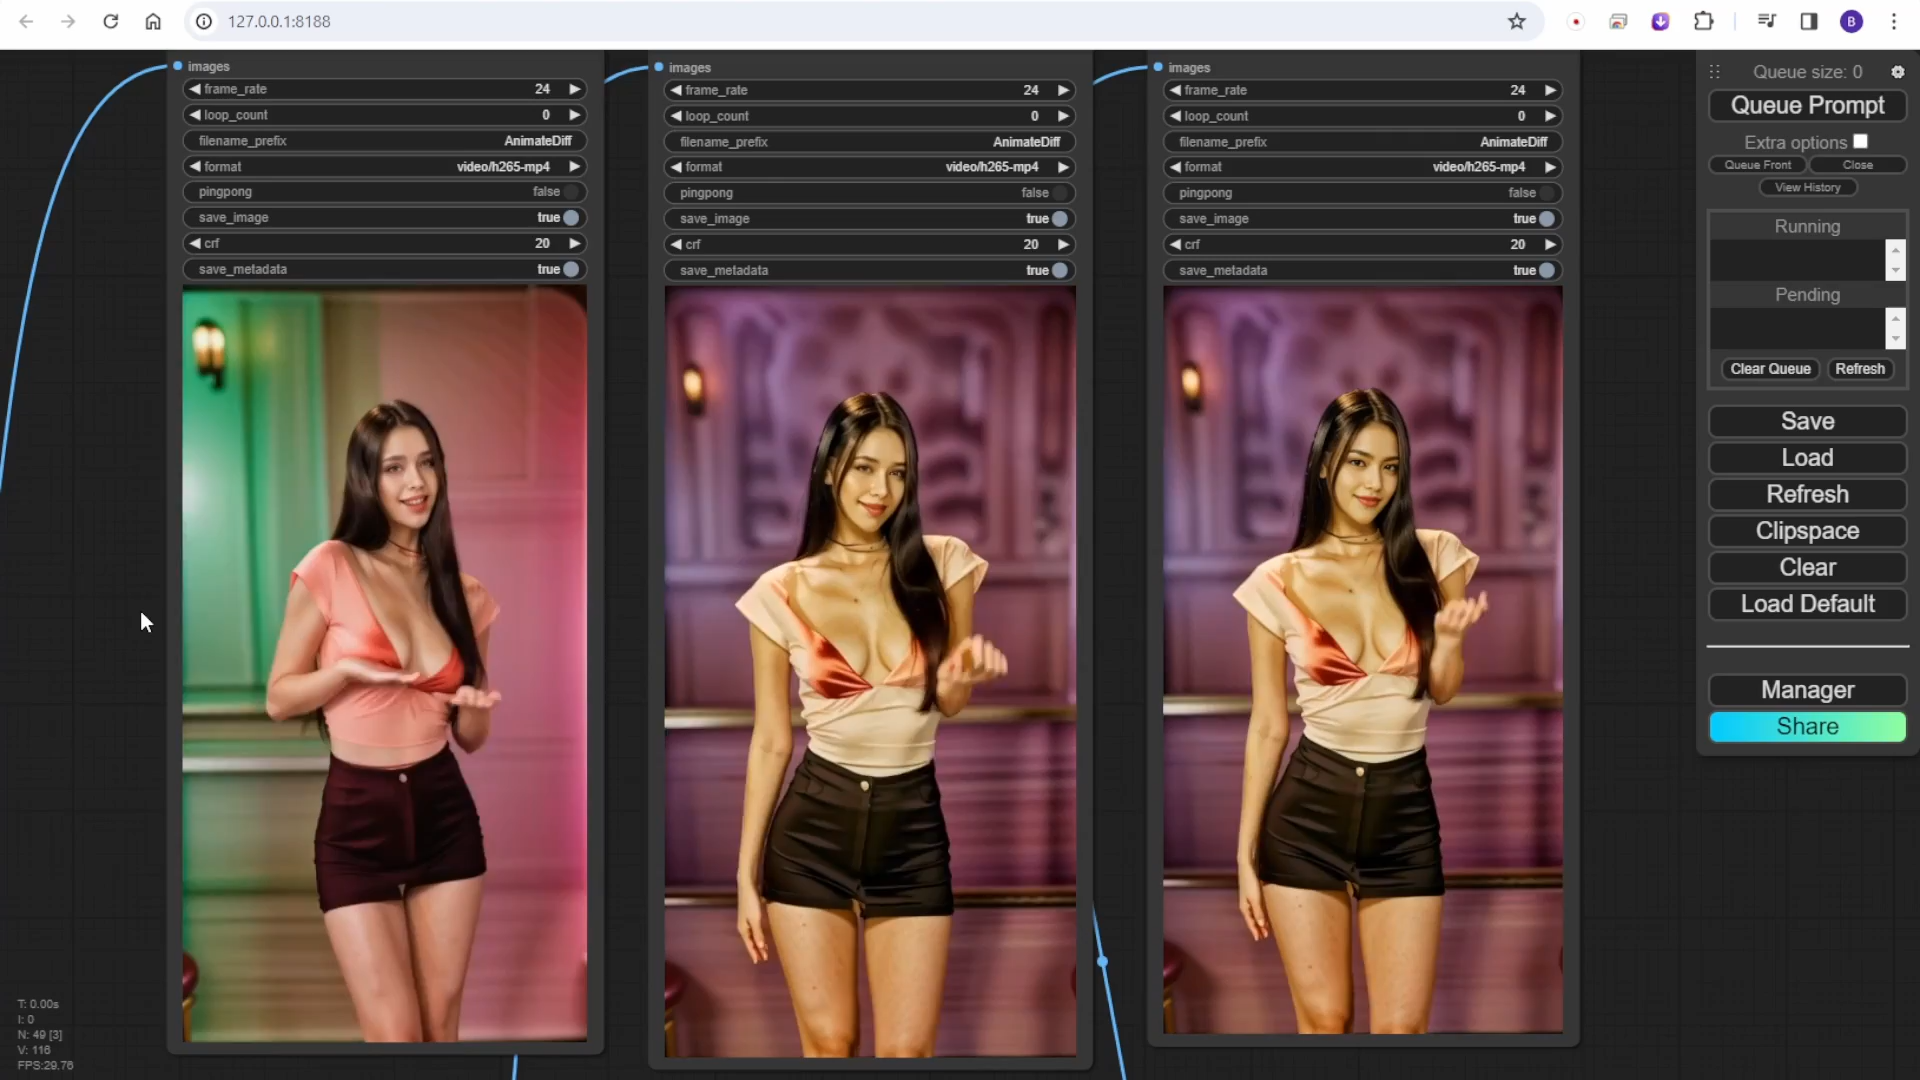 127.0.0.1:8188
B
images
frame_rate 24
loop_count 0
filename_prefix AnimateDiff
format video/h265-mp4
pingpong false
save_image true
crf 20
save_metadata true
images
frame_rate 24
loop_count 0
filename_prefix AnimateDiff
format video/h265-mp4
pingpong false
save_image true
crf 20
save_metadata true
images
frame_rate 24
loop_count 0
filename_prefix AnimateDiff
format video/h265-mp4
pingpong false
save_image true
crf 20
save_metadata true
Queue size: 0
Queue Prompt
Extra options
Queue Front Close
View History
Running
Pending
Clear Queue Refresh
Save
Load
Refresh
Clipspace
Clear
Load Default
Manager
Share
T: 0.00s
I: 0
N: 49 [3]
V: 116
FPS:29.76